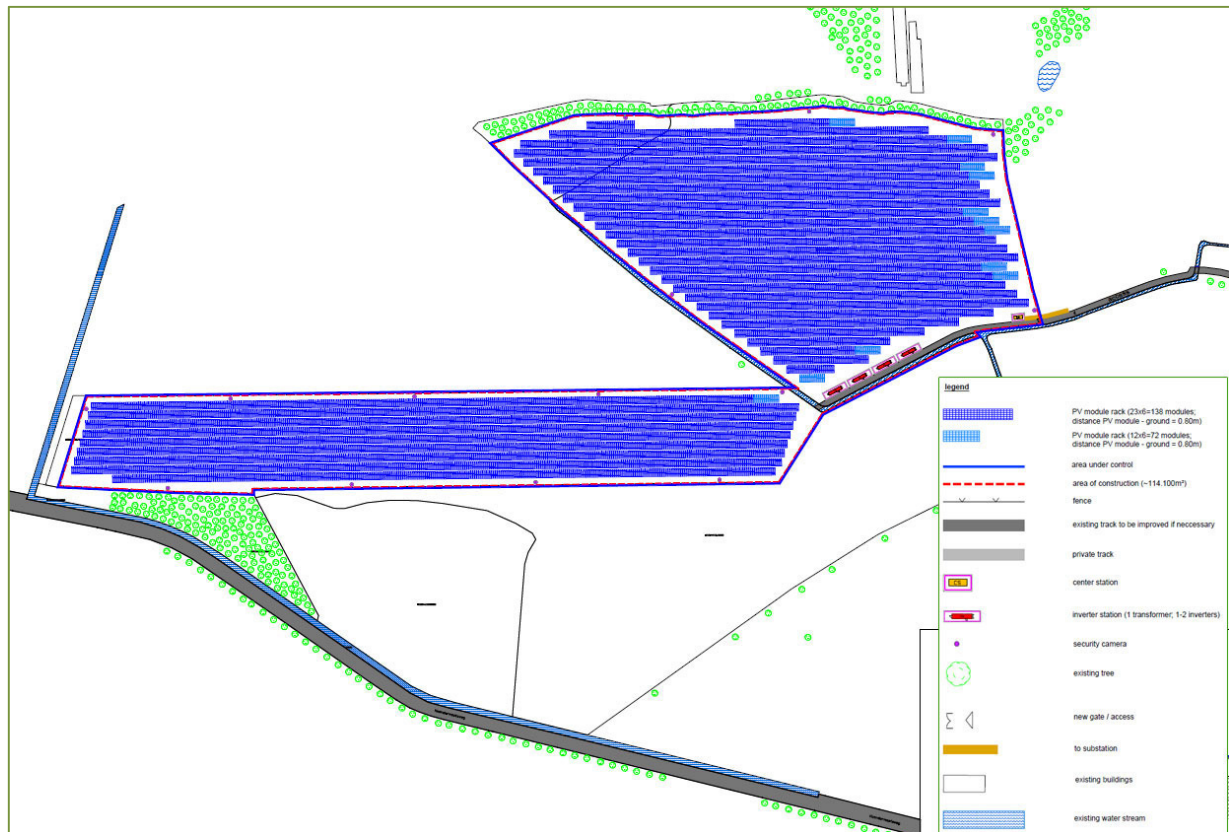 legend
PV module rack (23x6=138 modules;
distance PV module - ground = 0.80m)
PV module rack (12x6=72 modules;
distance PV module - ground = 0.80m)
area under control
area of construction (~114.100m²)
fence
existing track to be improved if neccessary
private track
CS
center station
inverter station (1 transformer; 1-2 inverters)
security camera
existing tree
new gate / access
to substation
existing buildings
existing water stream